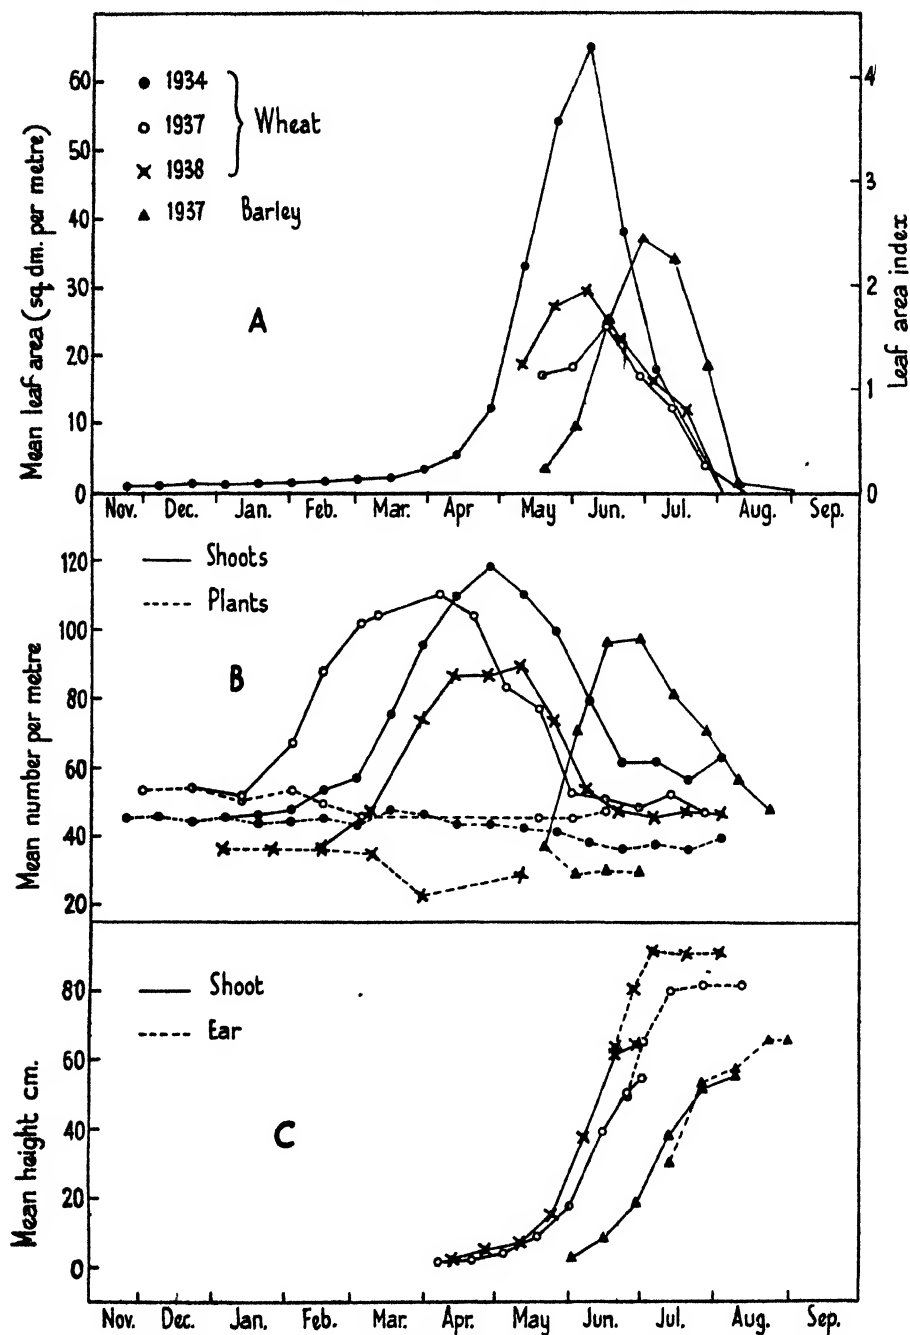 Mean leaf area (sq. dm. per metre)
60
50
40
30
20
10
0
1934
1937
1938
Wheat
1937 Barley
A
4
3
2
1
0
Leaf area index
Nov. Dec. Jan. Feb. Mar. Apr May Jun. Jul. Aug. Sep.
Mean number per metre
120
100
80
60
40
20
Shoots
Plants
B
Mean height cm.
80
60
40
20
0
Shoot
Ear
C
Nov. Dec. Jan. Feb. Mar. Apr. May Jun. Jul. Aug. Sep.